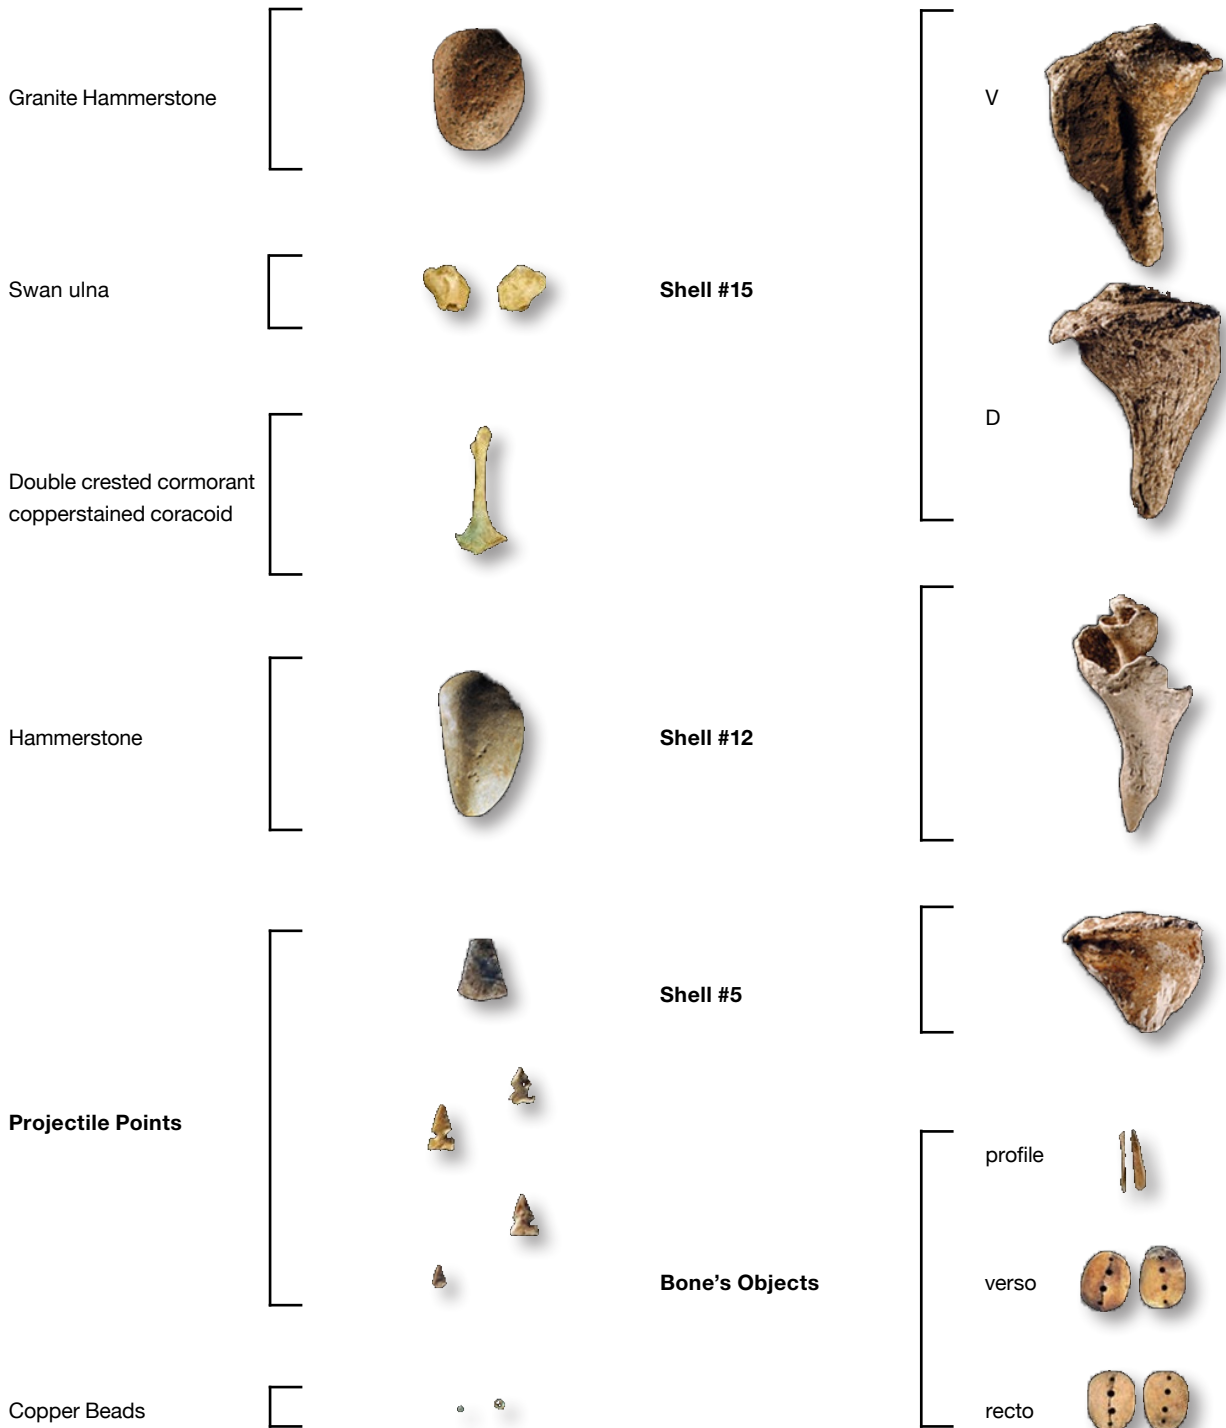 Granite Hammerstone
Swan ulna
Double crested cormorant
copperstained coracoid
Hammerstone
Projectile Points
Copper Beads
Shell #15
V
D
Shell #12
Shell #5
Bone’s Objects
profile
verso
recto